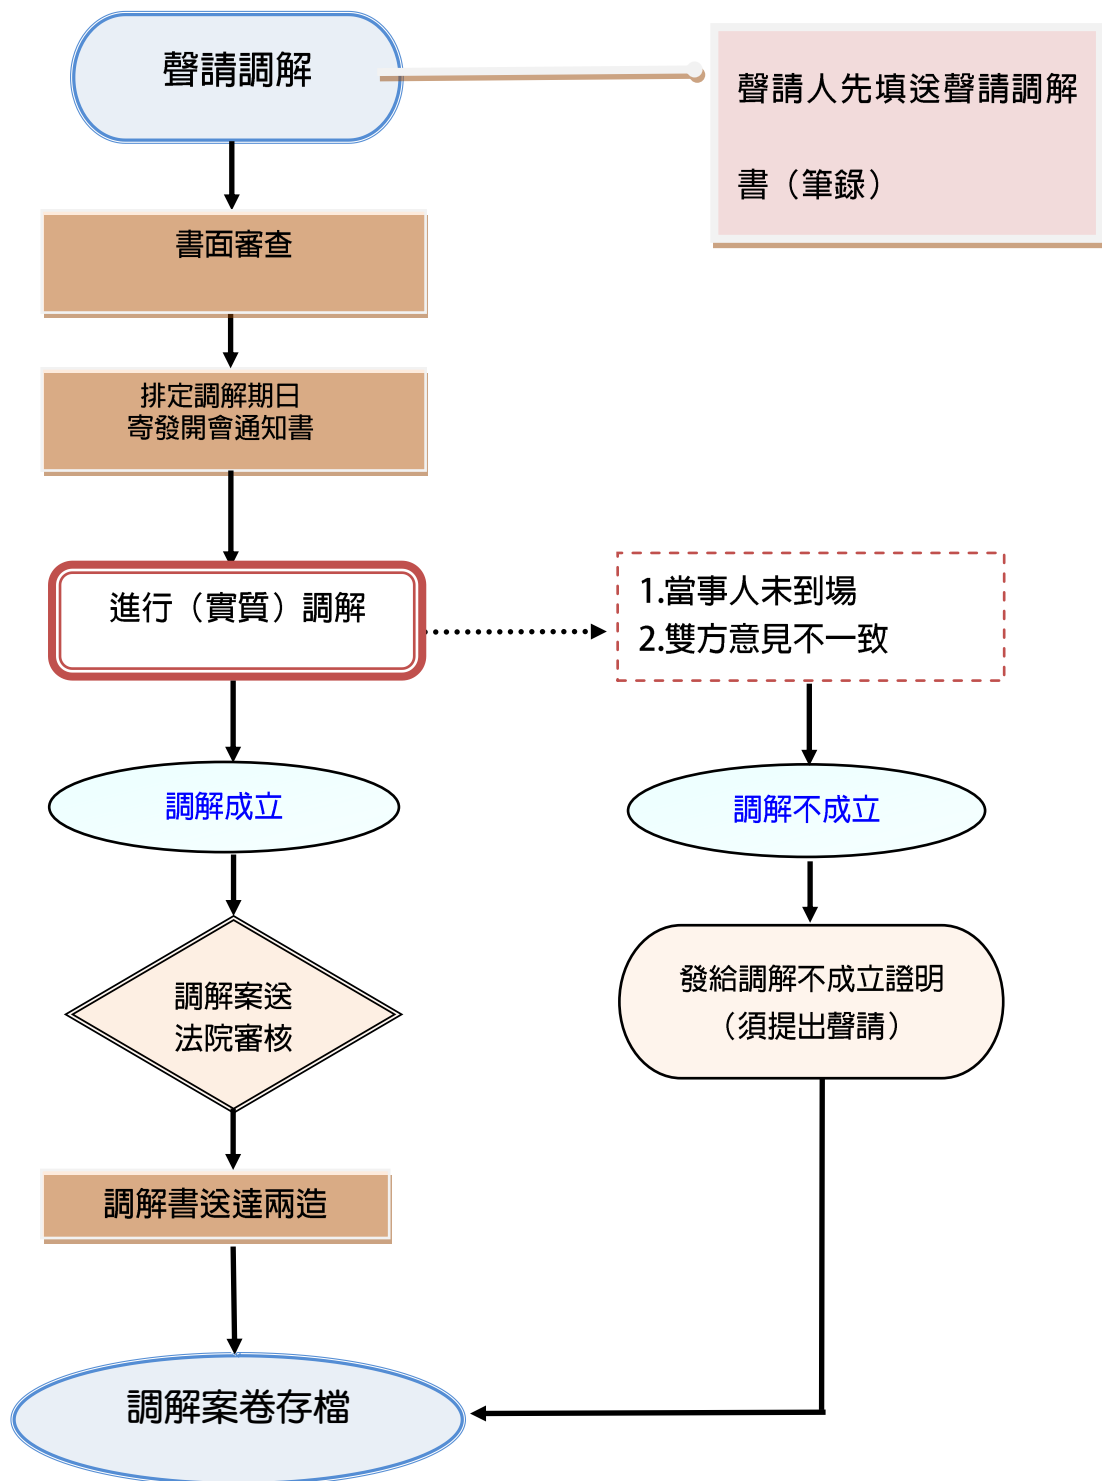 聲請調解
聲請人先填送聲請調解
書（筆錄）
書面審查
排定調解期日
寄發開會通知書
進行（實質）調解
1.當事人未到場
2.雙方意見不一致
調解成立
調解不成立
調解案送
法院審核
發給調解不成立證明
（須提出聲請）
調解書送達兩造
調解案卷存檔